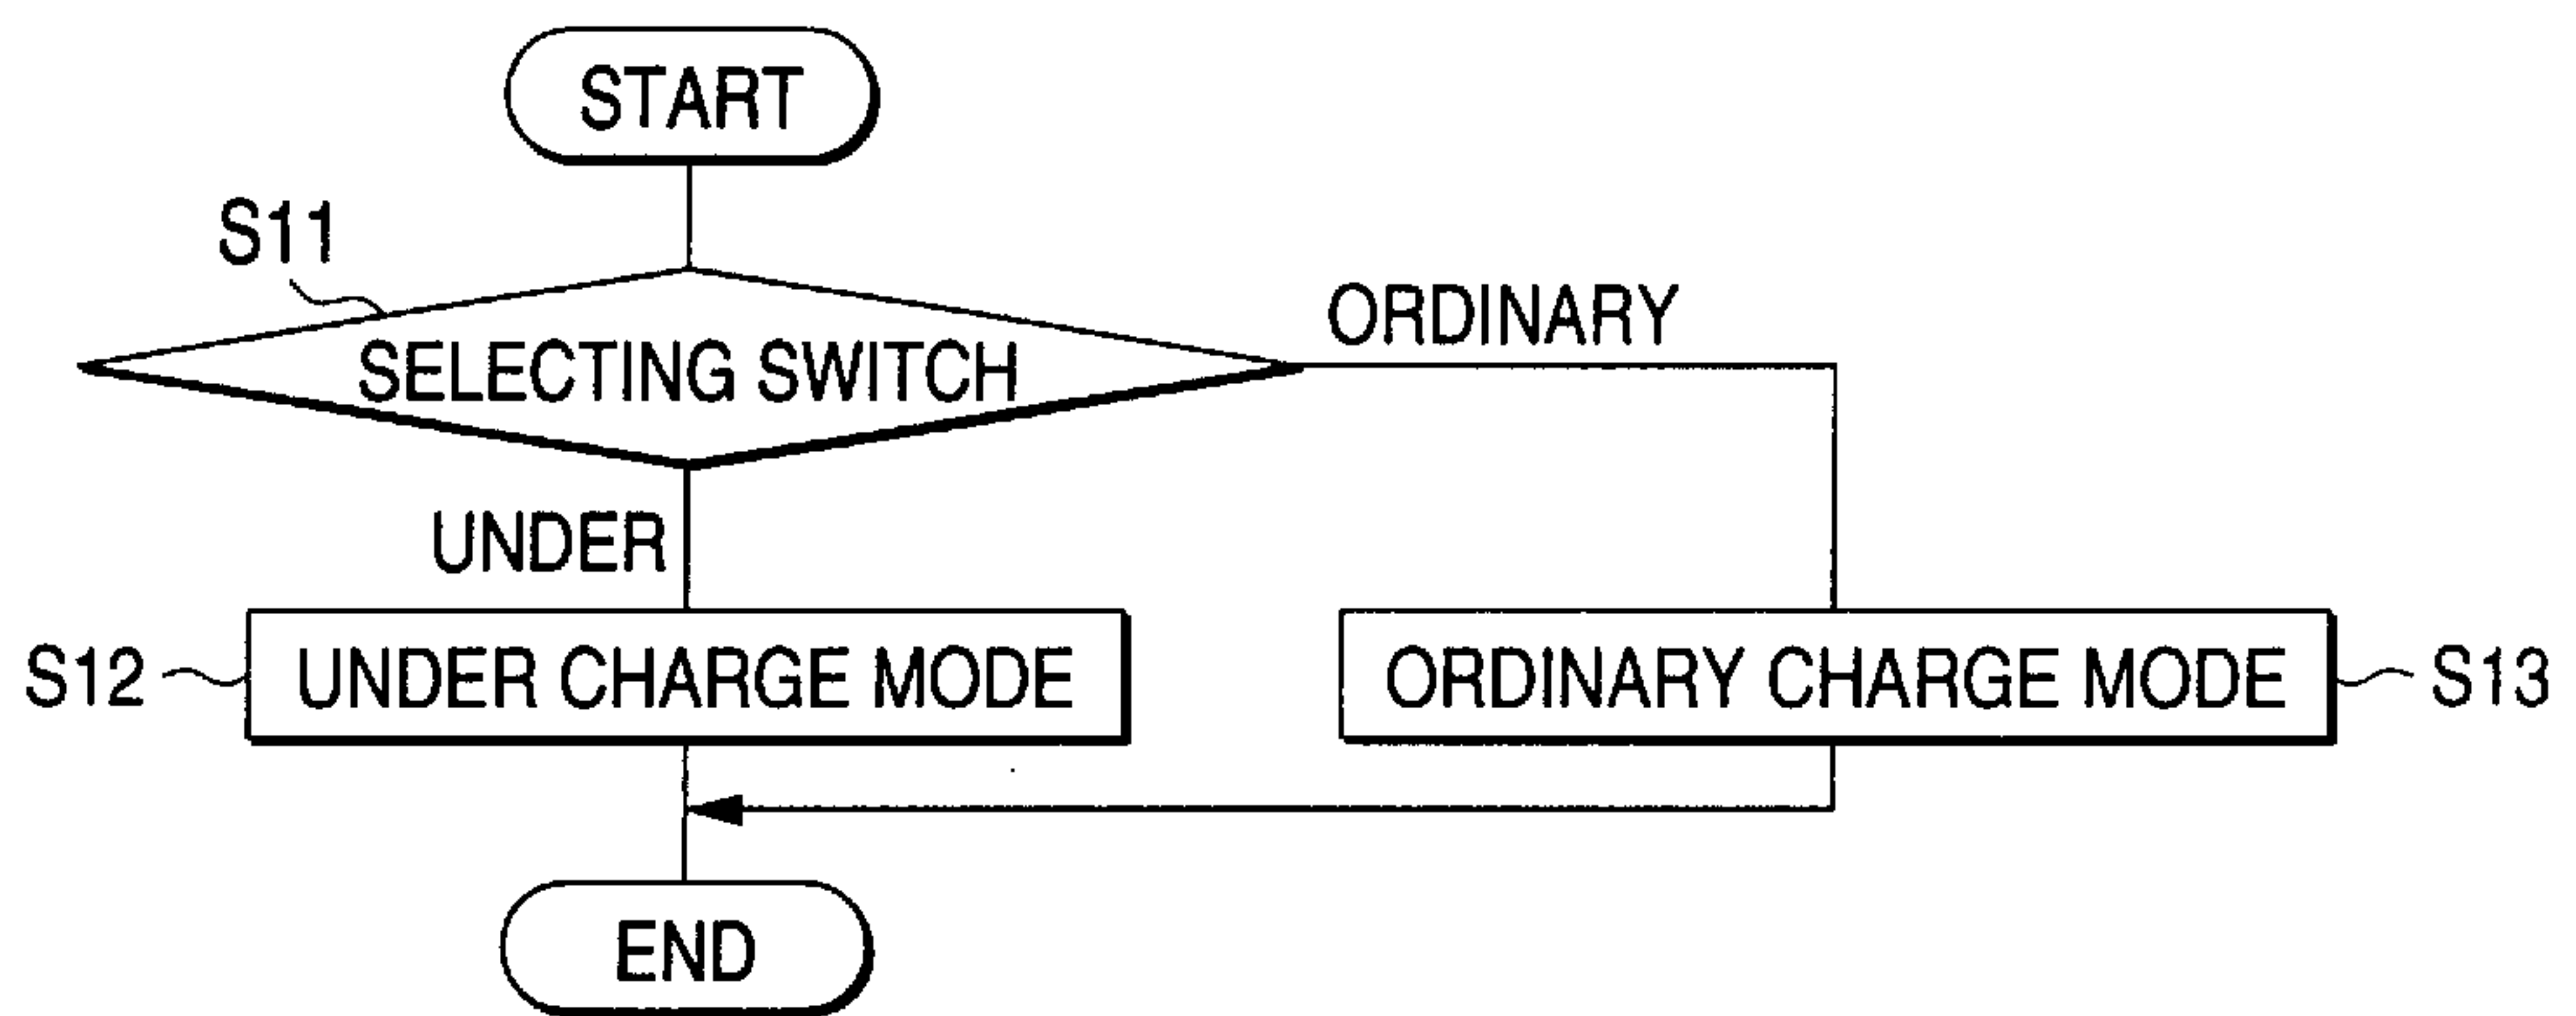 START
S11
ORDINARY
SELECTING SWITCH
UNDER
S12
UNDER CHARGE MODE
ORDINARY CHARGE MODE
S13
END